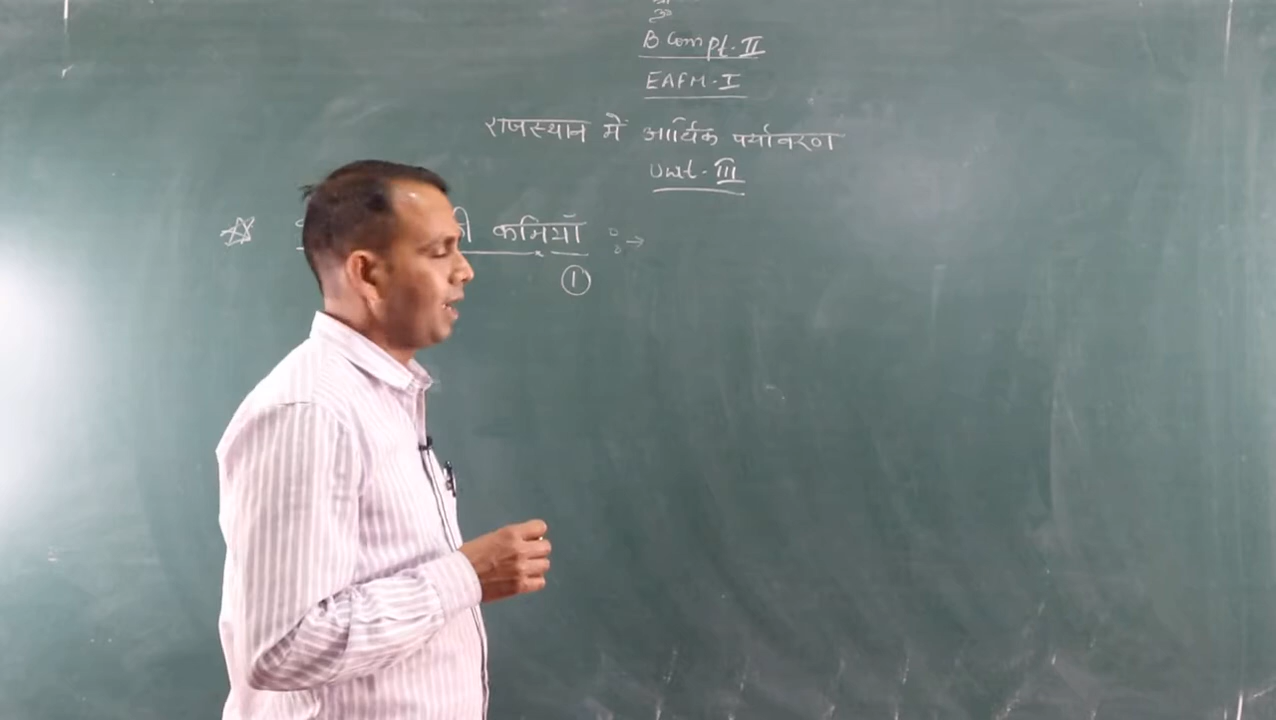 B Com Pt. II
EAFM - I
राजस्थान में आर्थिक पर्यावरण
Unit - III
की कमियाँ :→
①